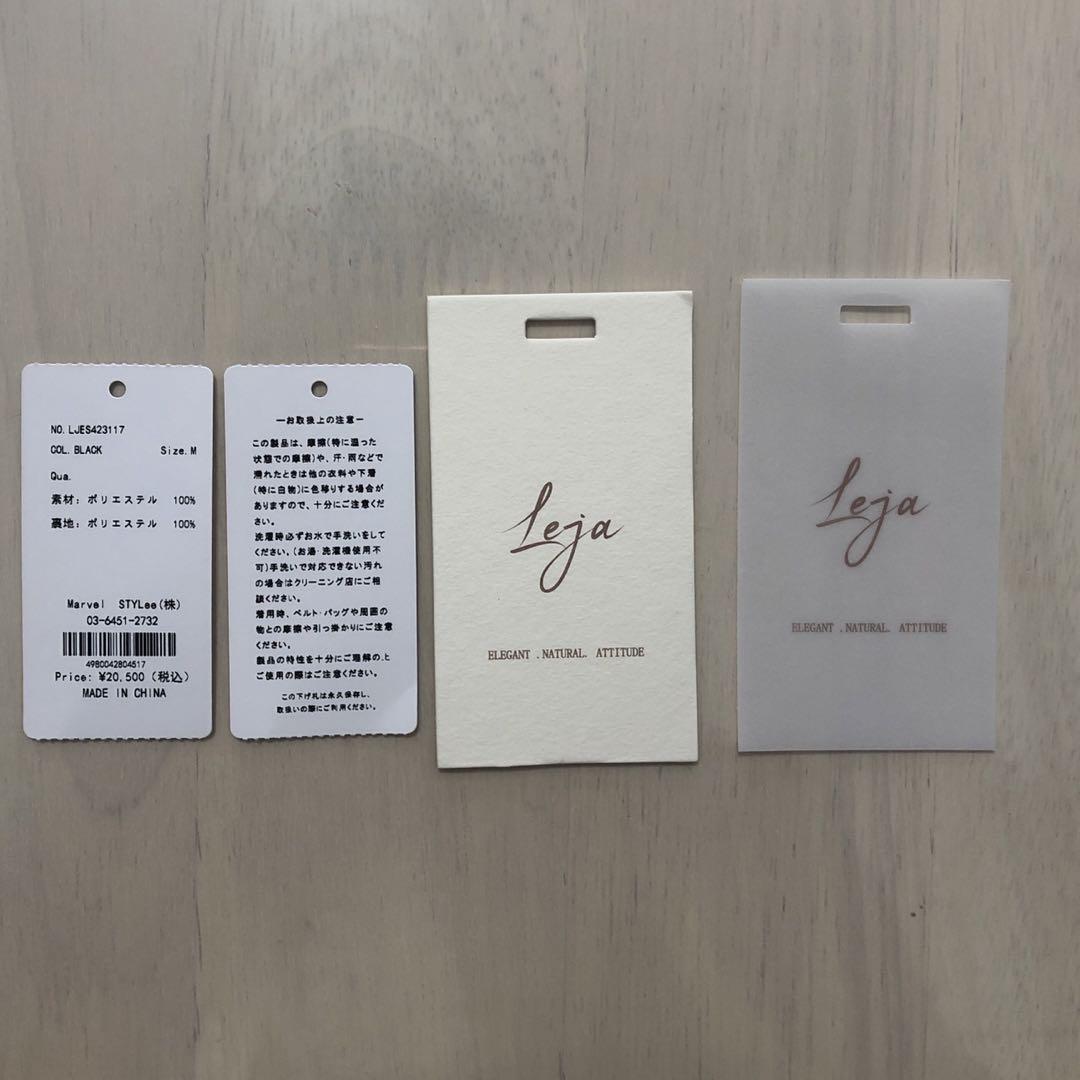 NO. LJES423117
COL. BLACK Size. M
Qua.
素材: ポリエステル 100%
裏地: ポリエステル 100%
Marvel STYLee(株)
03-6451-2732
4980042804517
Price: ¥20,500 (税込)
MADE IN CHINA
ーお取扱上の注意ー
この製品は、摩擦(特に湿った
状態での摩擦)や、汗・雨などで
濡れたときは他の衣料や下着
(特に白物)に色移りする場合が
ありますので、十分にご注意くだ
さい。
洗濯時必ずお水で手洗いをして
ください。(お湯・洗濯機使用不
可)手洗いで対応できない汚れ
の場合はクリーニング店にご相
談ください。
着用時、ベルト・バッグや周囲の
物との摩擦や引っ掛かりにご注意
ください。
製品の特性を十分にご理解の上
ご使用の際はご注意ください。
この下げ札は永久保存し、
取扱いの際にご利用ください。
Leja
ELEGANT .NATURAL. ATTITUDE
Leja
ELEGANT .NATURAL. ATTITUDE